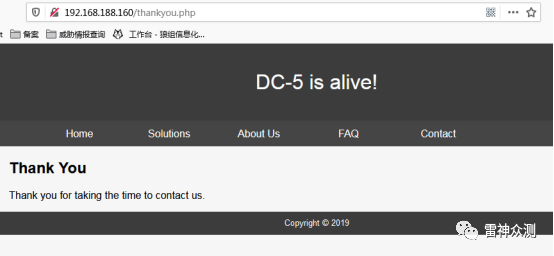 192.168.188.160/thankyou.php
t 备案 威胁情报查询 工作台 - 狼组信息化...
DC-5 is alive!
Home Solutions About Us FAQ Contact
Thank You
Thank you for taking the time to contact us.
Copyright © 2019
雷神众测